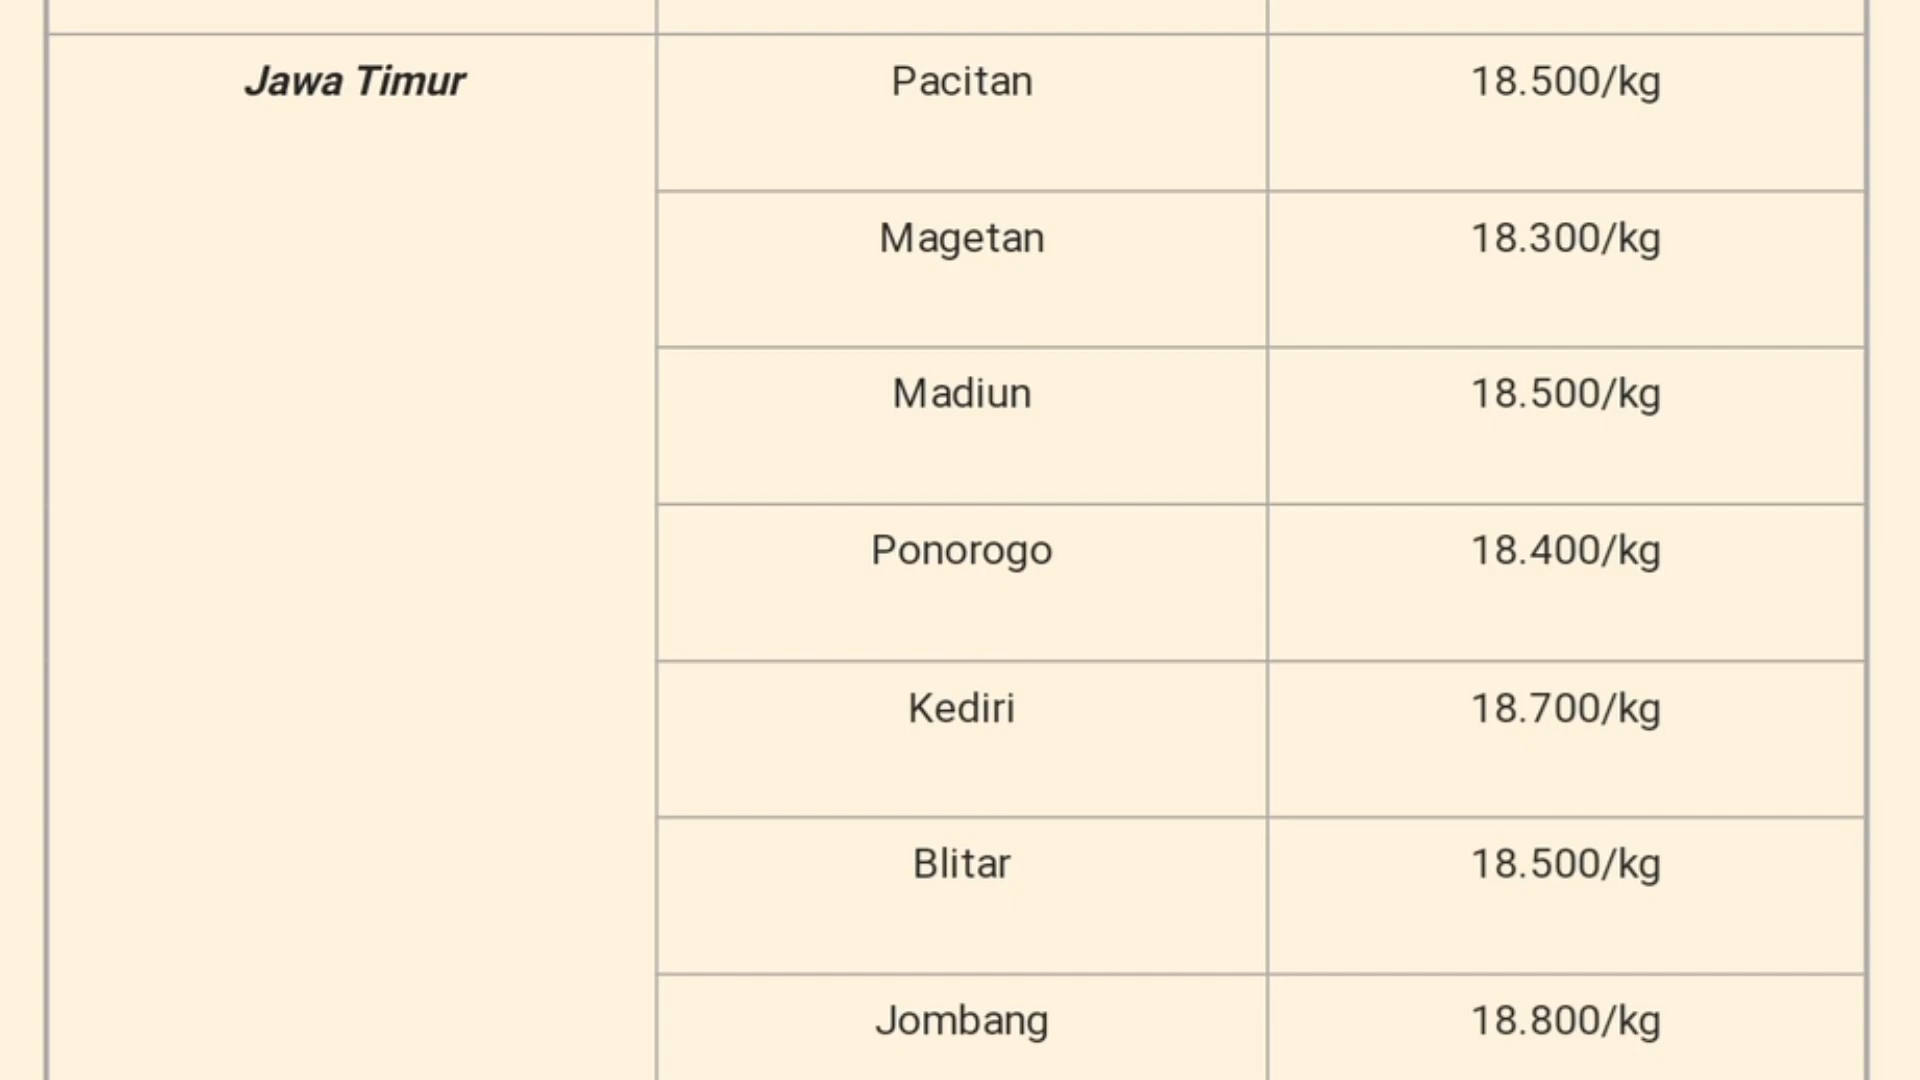 Jawa Timur Pacitan 18.500/kg
Magetan 18.300/kg
Madiun 18.500/kg
Ponorogo 18.400/kg
Kediri 18.700/kg
Blitar 18.500/kg
Jombang 18.800/kg